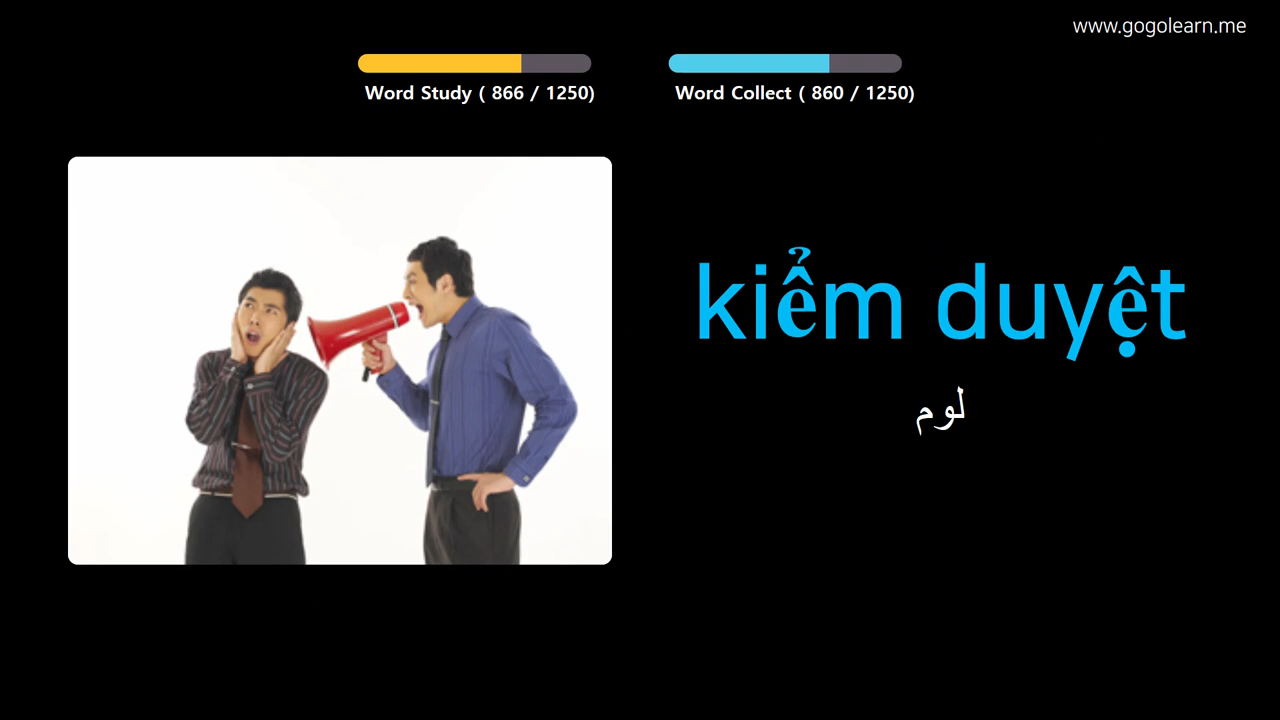 www.gogolearn.me
Word Study ( 866 / 1250)
Word Collect ( 860 / 1250)
kiểm duyệt
لوم